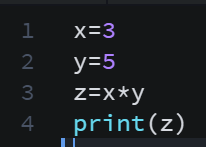 1 x=3
2 y=5
3 z=x*y
4 print(z)